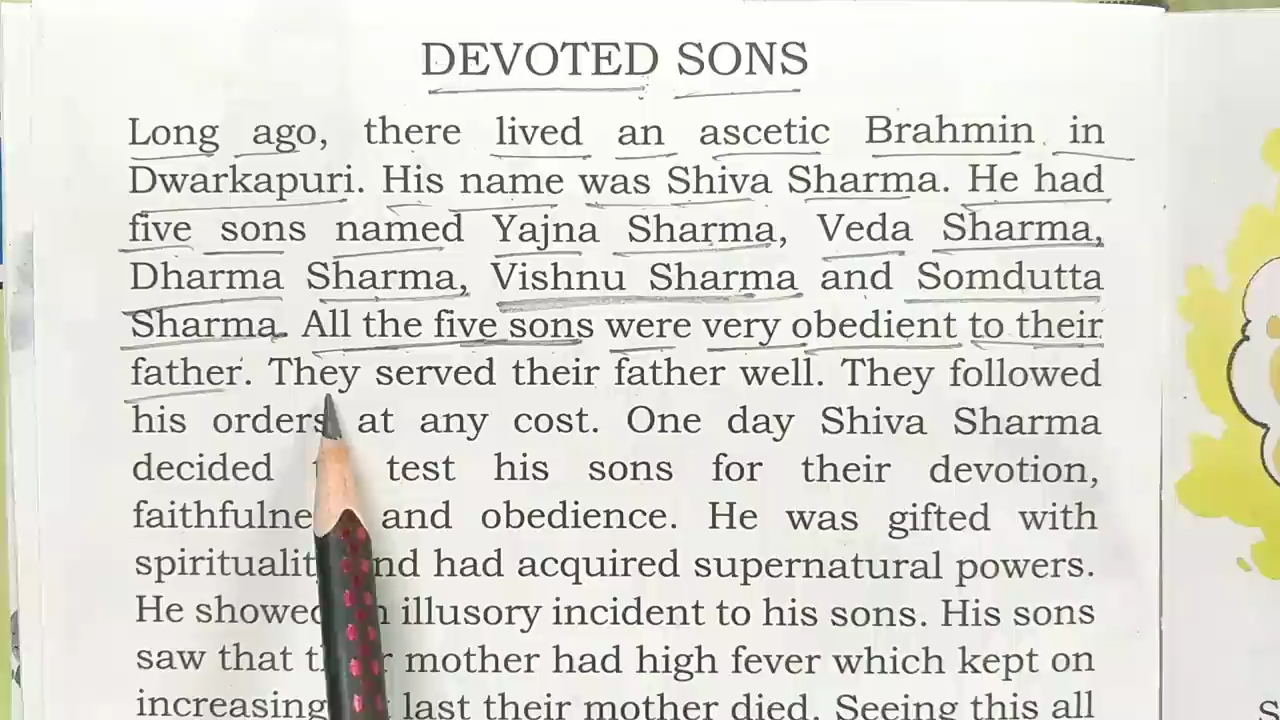 DEVOTED SONS
Long ago, there lived an ascetic Brahmin in
Dwarkapuri. His name was Shiva Sharma. He had
five sons named Yajna Sharma, Veda Sharma,
Dharma Sharma, Vishnu Sharma and Somdutta
Sharma. All the five sons were very obedient to their
father. They served their father well. They followed
his orders at any cost. One day Shiva Sharma
decided test his sons for their devotion,
and obedience. He was gifted with
had acquired supernatural powers.
He illusory incident to his sons. His sons
saw that mother had high fever which kept on
increasing last their mother died. Seeing this all